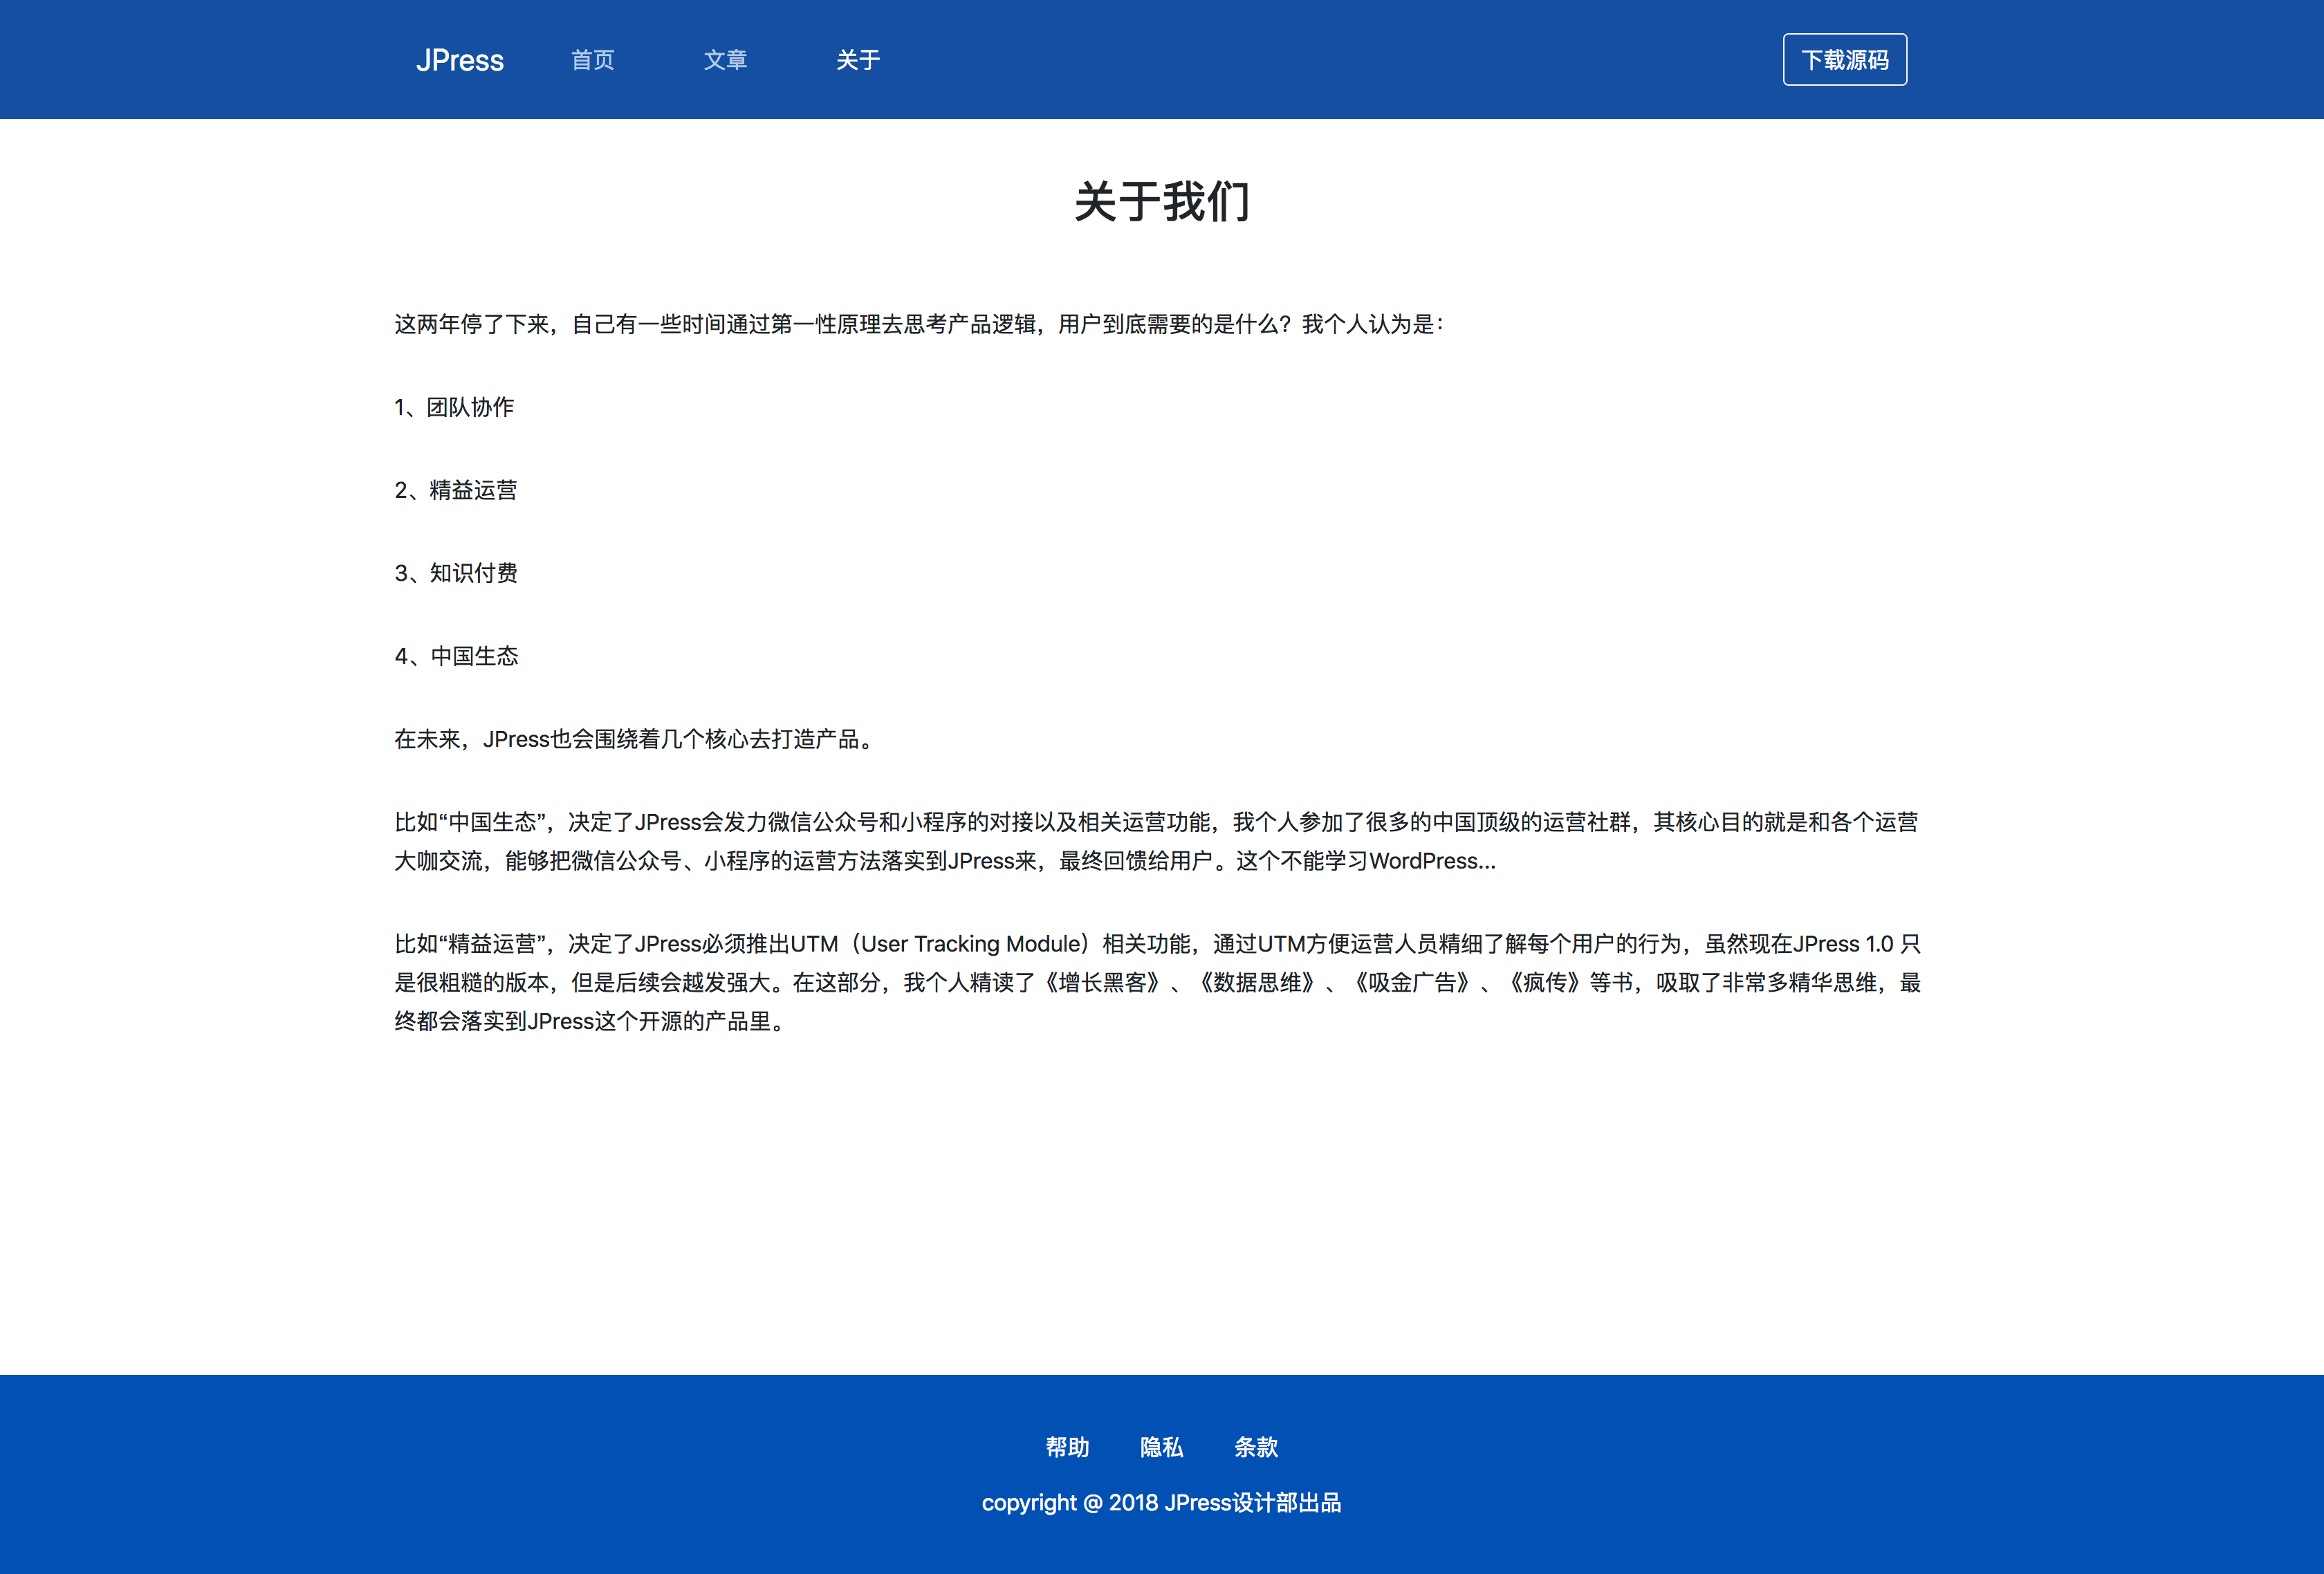 JPress 首页 文章 关于 下载源码
关于我们
这两年停了下来，自己有一些时间通过第一性原理去思考产品逻辑，用户到底需要的是什么？我个人认为是：
1、团队协作
2、精益运营
3、知识付费
4、中国生态
在未来，JPress也会围绕着几个核心去打造产品。
比如“中国生态”，决定了JPress会发力微信公众号和小程序的对接以及相关运营功能，我个人参加了很多的中国顶级的运营社群，其核心目的就是和各个运营
大咖交流，能够把微信公众号、小程序的运营方法落实到JPress来，最终回馈给用户。这个不能学习WordPress...
比如“精益运营”，决定了JPress必须推出UTM（User Tracking Module）相关功能，通过UTM方便运营人员精细了解每个用户的行为，虽然现在JPress 1.0 只
是很粗糙的版本，但是后续会越发强大。在这部分，我个人精读了《增长黑客》、《数据思维》、《吸金广告》、《疯传》等书，吸取了非常多精华思维，最
终都会落实到JPress这个开源的产品里。
帮助 隐私 条款
copyright @ 2018 JPress设计部出品